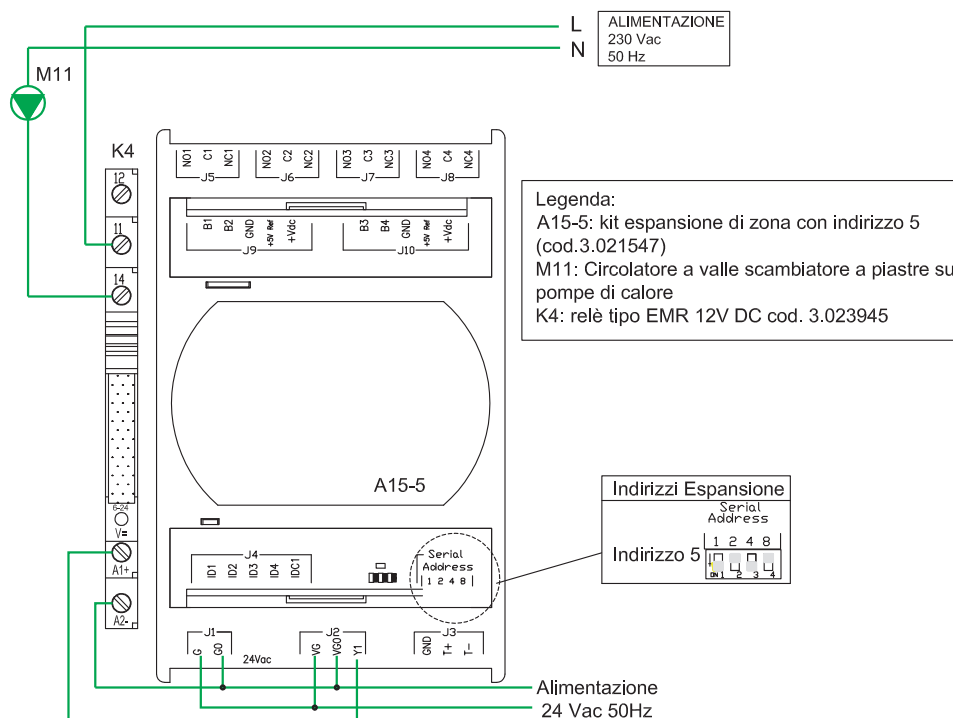 L
N
ALIMENTAZIONE
230 Vac
50 Hz
M11
K4
12
11
14
6-24
V=
A1+
A2-
NO1 C1 NC1
J5
NO2 C2 NC2
J6
NO3 C3 NC3
J7
NO4 C4 NC4
J8
B1 B2 GND +5V Ref +Vdc
J9
B3 B4 GND +5V Ref +Vdc
J10
A15-5
Legenda:
A15-5: kit espansione di zona con indirizzo 5
(cod.3.021547)
M11: Circolatore a valle scambiatore a piastre su
pompe di calore
K4: relè tipo EMR 12V DC cod. 3.023945
J4
ID1 ID2 ID3 ID4 IDC1
Serial
Address
1 2 4 8
J1
G G0
24Vac
J2
VG VG0 Y1
J3
GND T+ T-
Indirizzi Espansione
Serial
Address
1 2 4 8
Indirizzo 5
ON 1 2 3 4
Alimentazione
24 Vac 50Hz